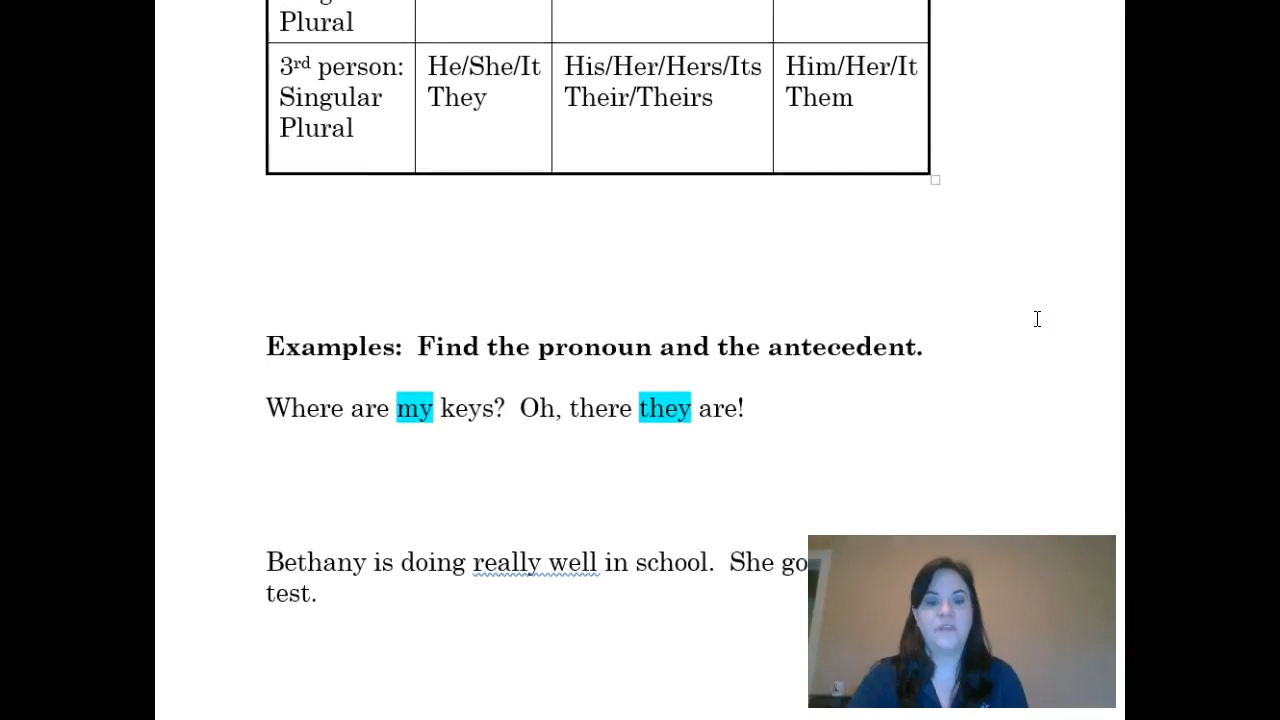 Plural
3rd person: He/She/It His/Her/Hers/Its Him/Her/It
Singular They Their/Theirs Them
Plural
Examples: Find the pronoun and the antecedent.
Where are my keys? Oh, there they are!
Bethany is doing really well in school. She
test.